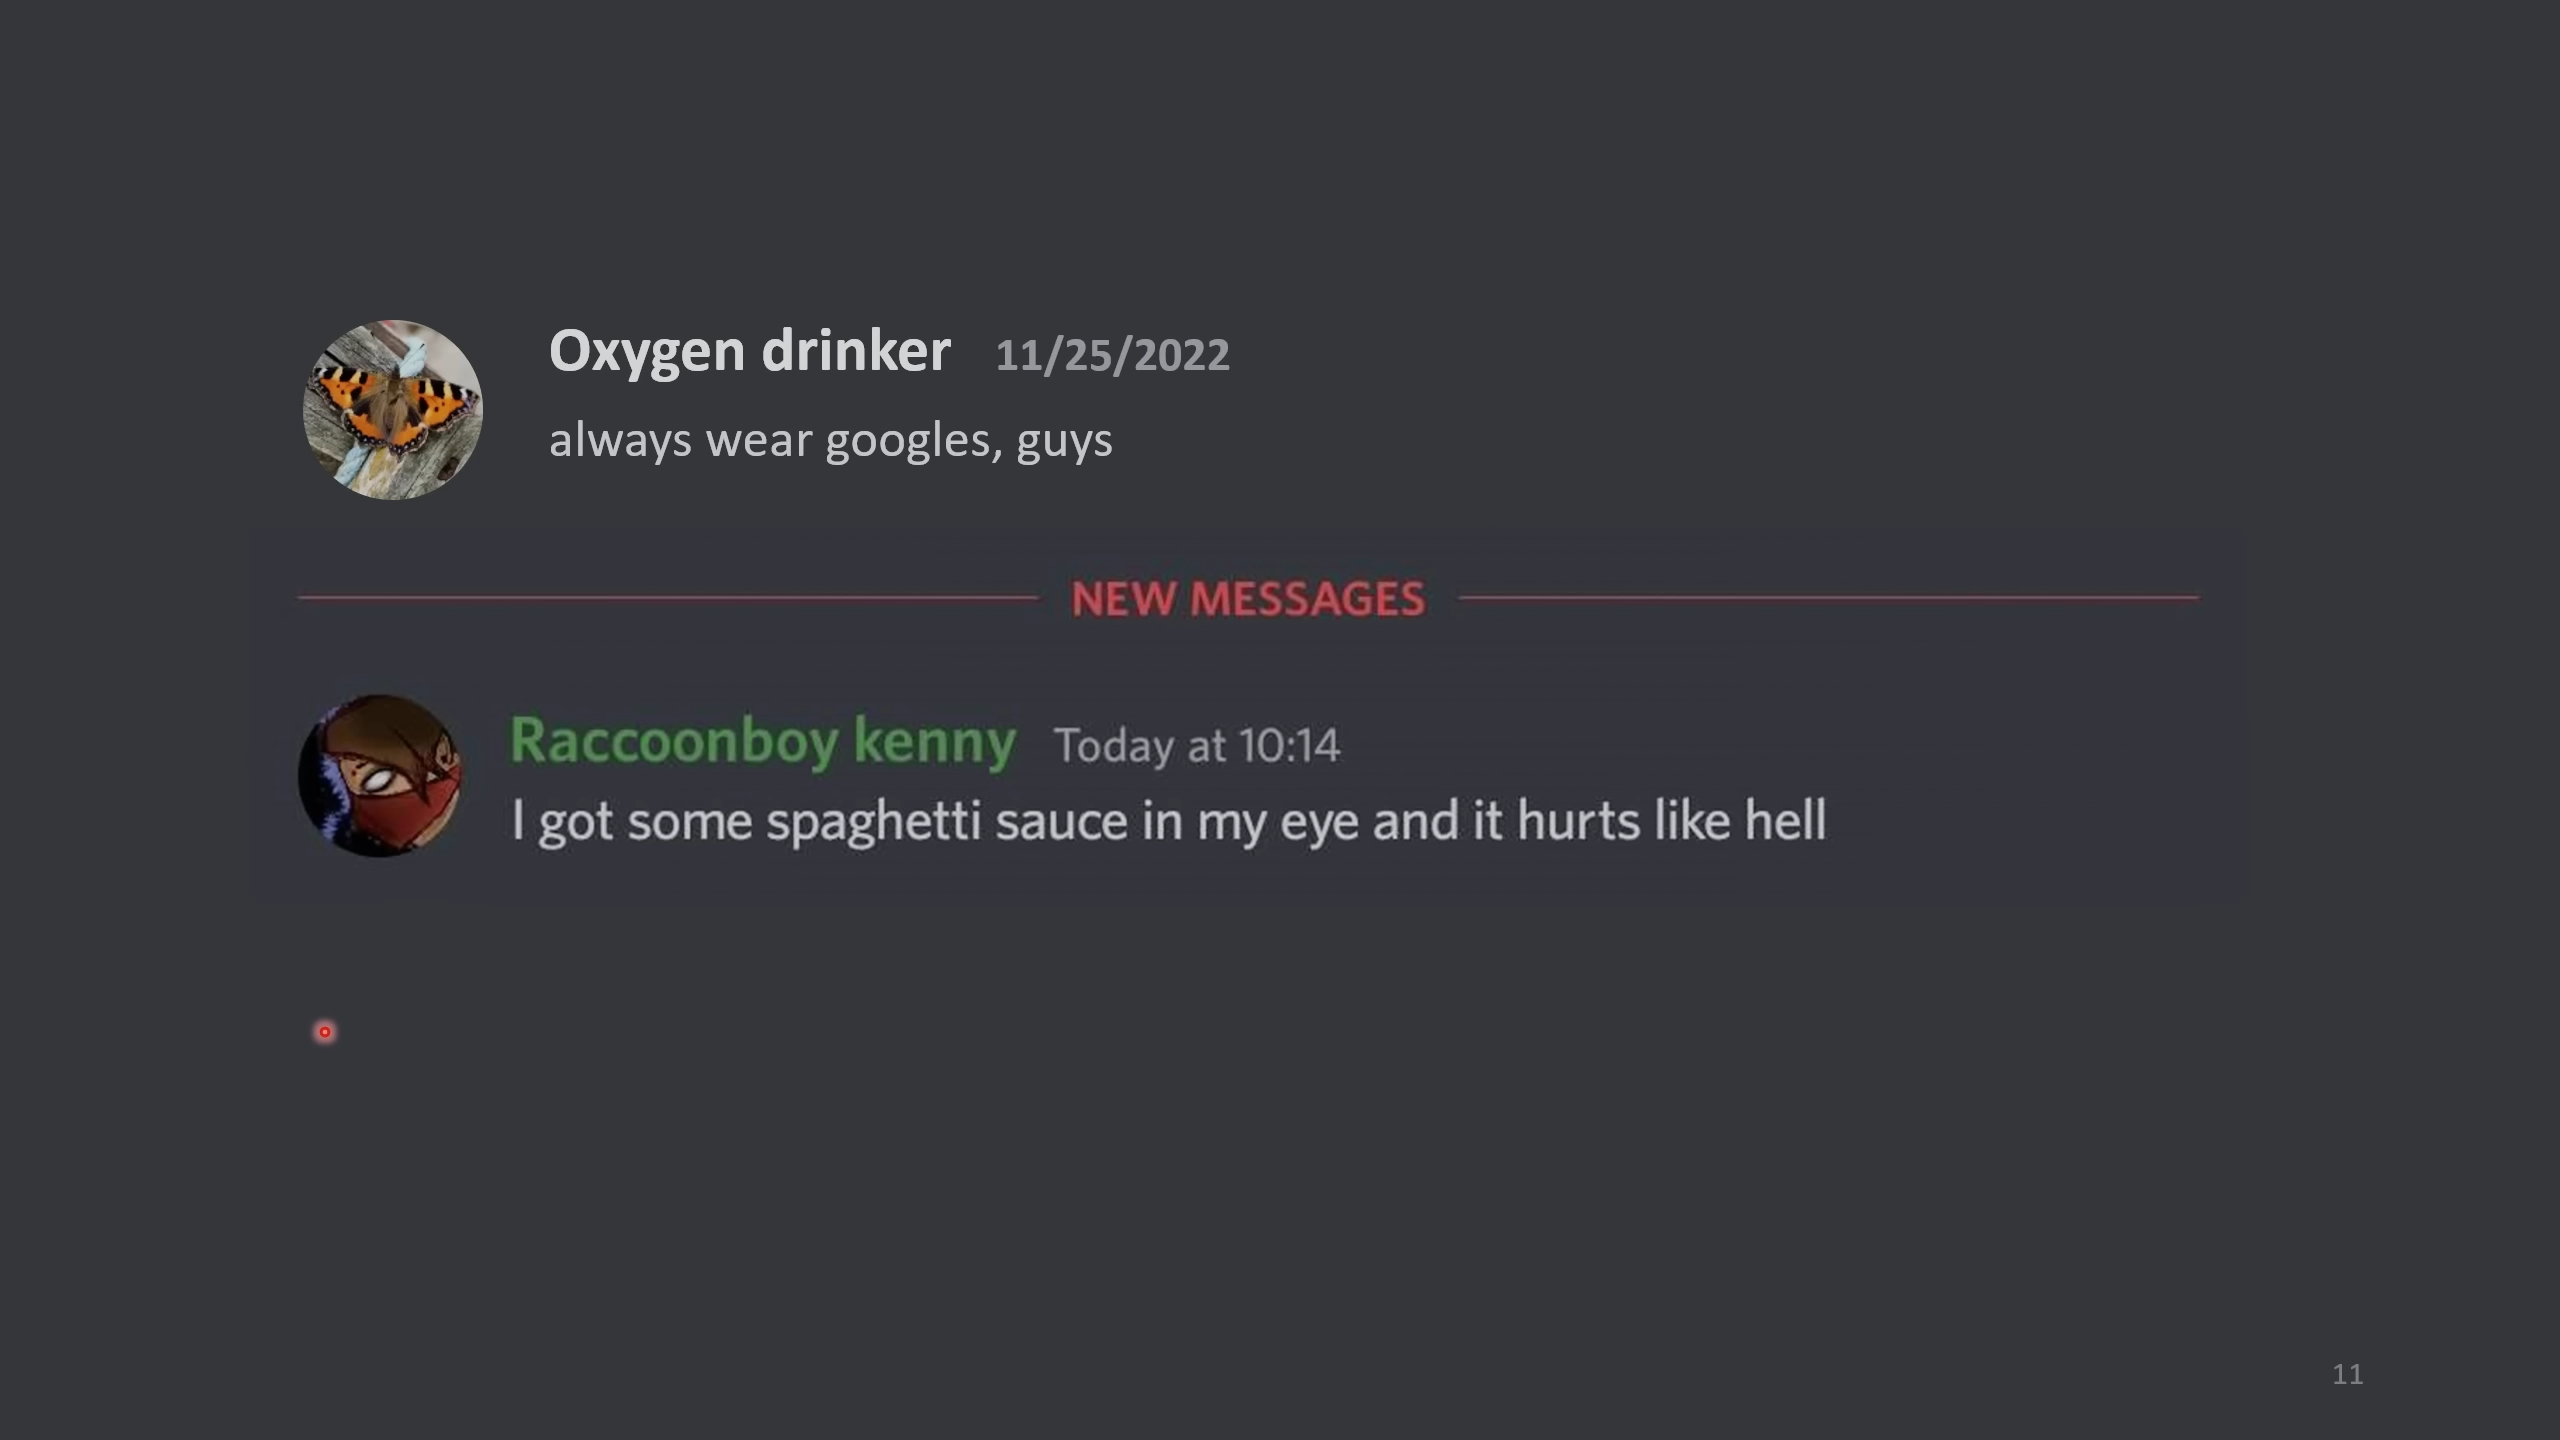 Oxygen drinker 11/25/2022
always wear googles, guys
NEW MESSAGES
Raccoonboy kenny Today at 10:14
I got some spaghetti sauce in my eye and it hurts like hell
11